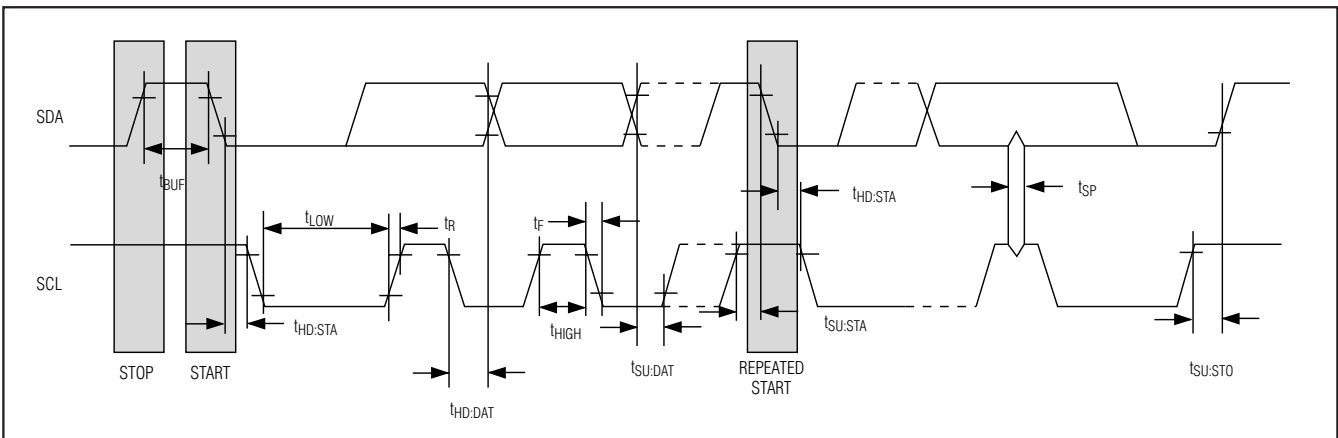 SDA
tBUF
tLOW
tR
tF
tHD:STA
tSP
SCL
tHD:STA
tHIGH
tSU:STA
STOP
START
tSU:DAT
REPEATED
START
tSU:STO
tHD:DAT